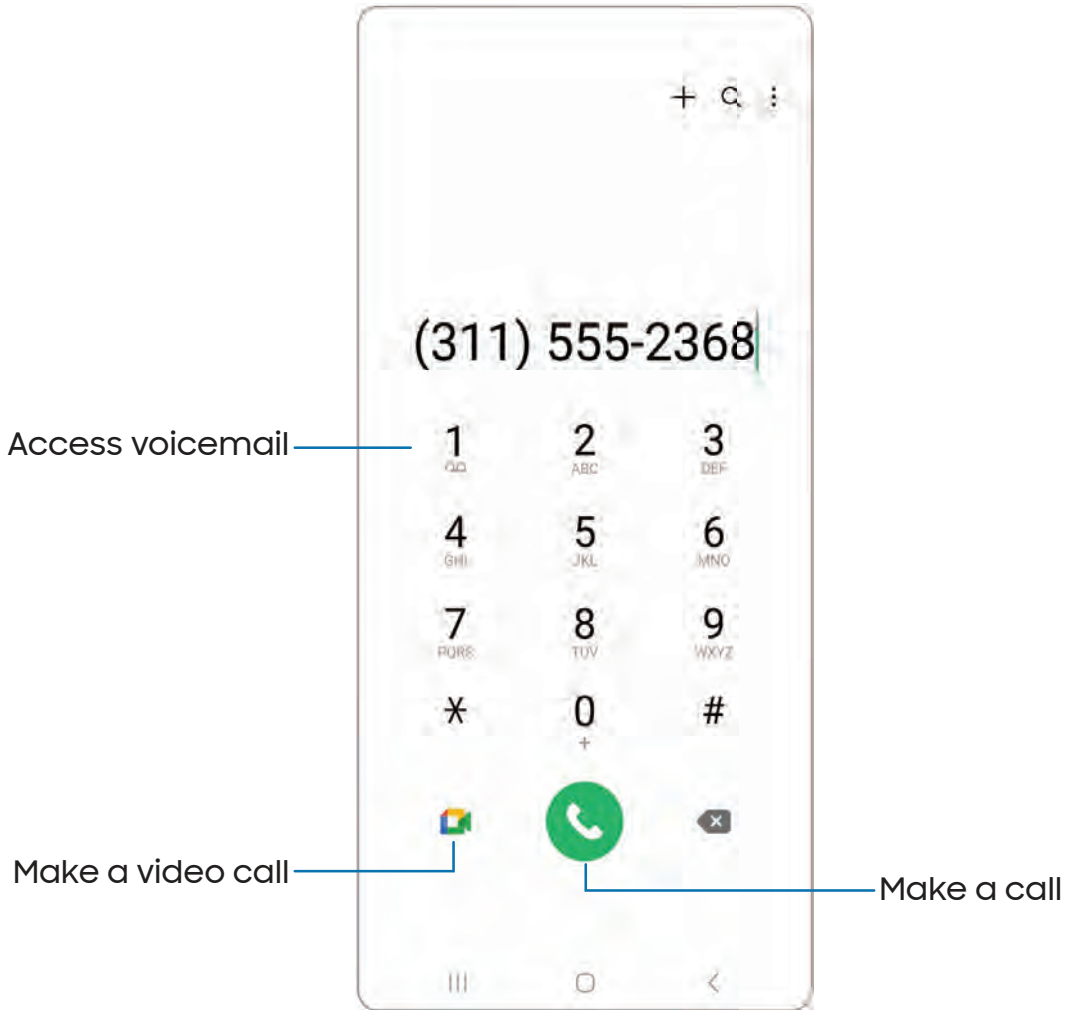 (311) 555-2368
Access voicemail
1 2 3
ABC DEF
4 5 6
GHI JKL MNO
7 8 9
PQRS TUV WXYZ
* 0 #
+
Make a video call
Make a call